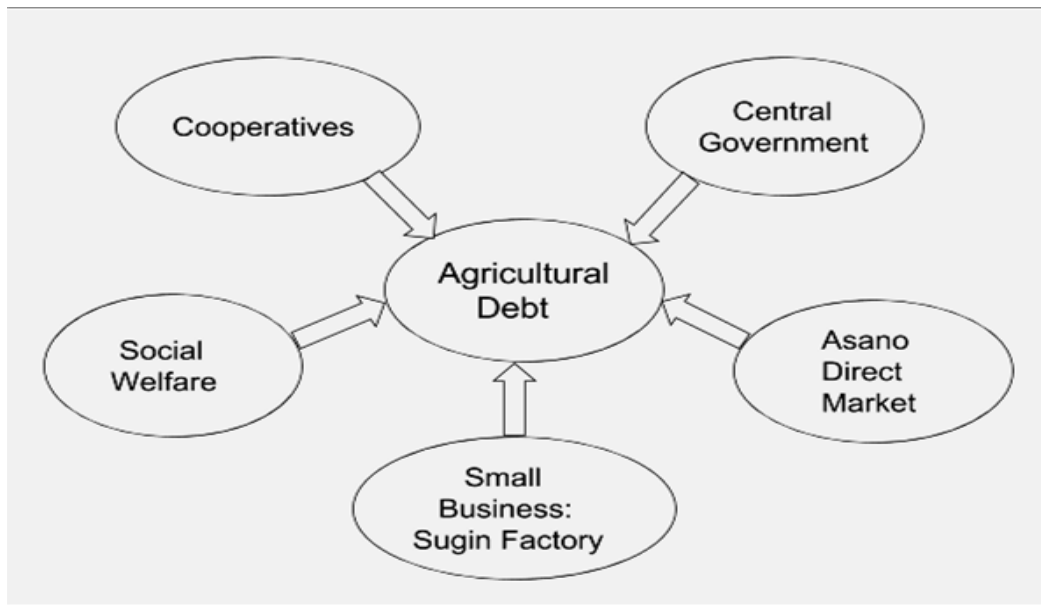 Cooperatives
Central
Government
Agricultural
Debt
Social
Welfare
Asano
Direct
Market
Small
Business:
Sugin Factory